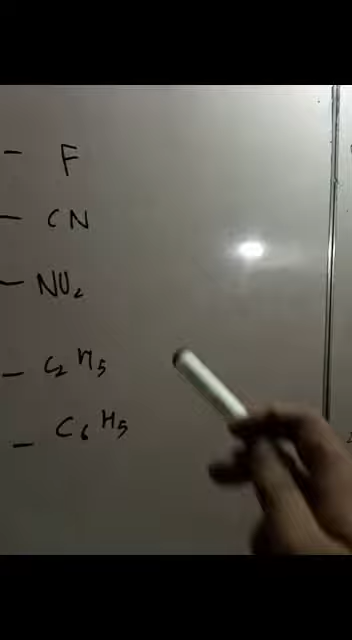 – F
– CN
– NO₂
– C₂H₅
– C₆H₅